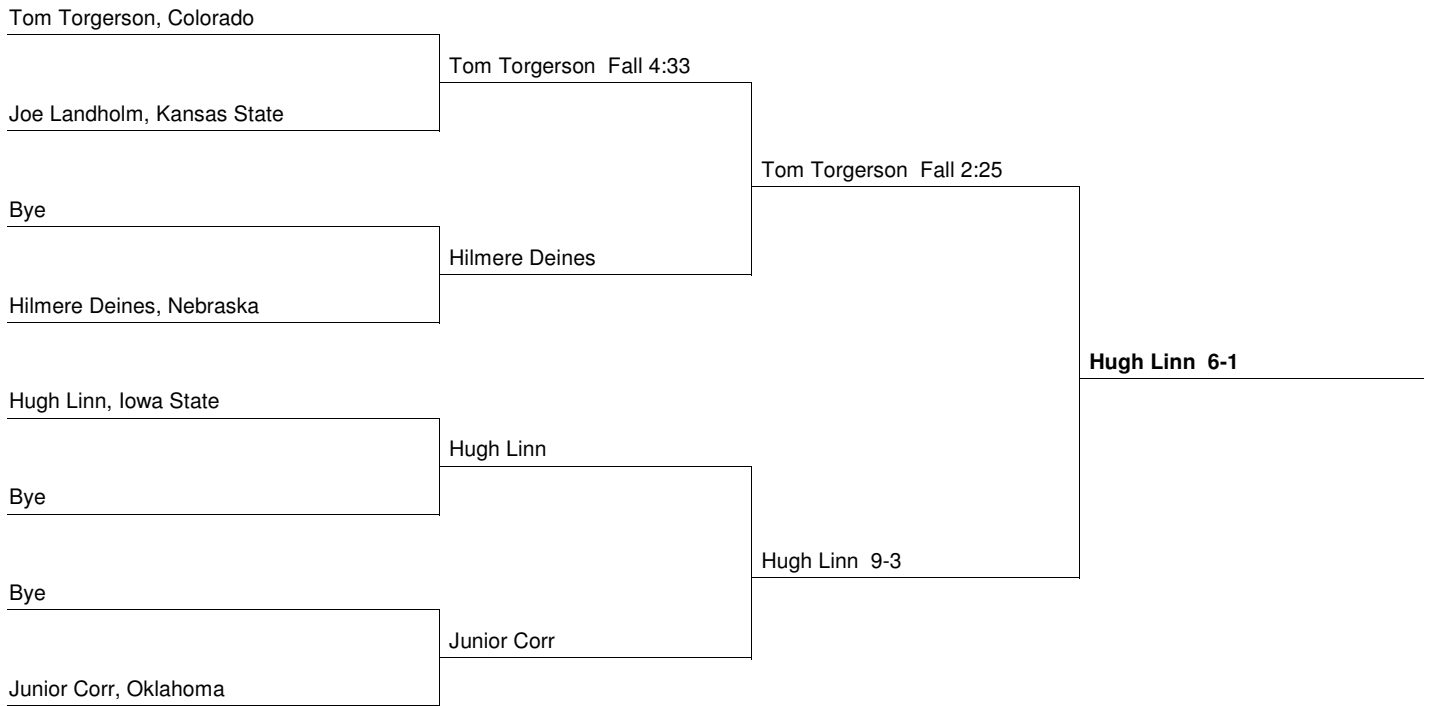 Tom Torgerson, Colorado
Tom Torgerson  Fall 4:33
Joe Landholm, Kansas State
Tom Torgerson  Fall 2:25
Bye
Hilmere Deines
Hilmere Deines, Nebraska
Hugh Linn  6-1
Hugh Linn, Iowa State
Hugh Linn
Bye
Hugh Linn  9-3
Bye
Junior Corr
Junior Corr, Oklahoma